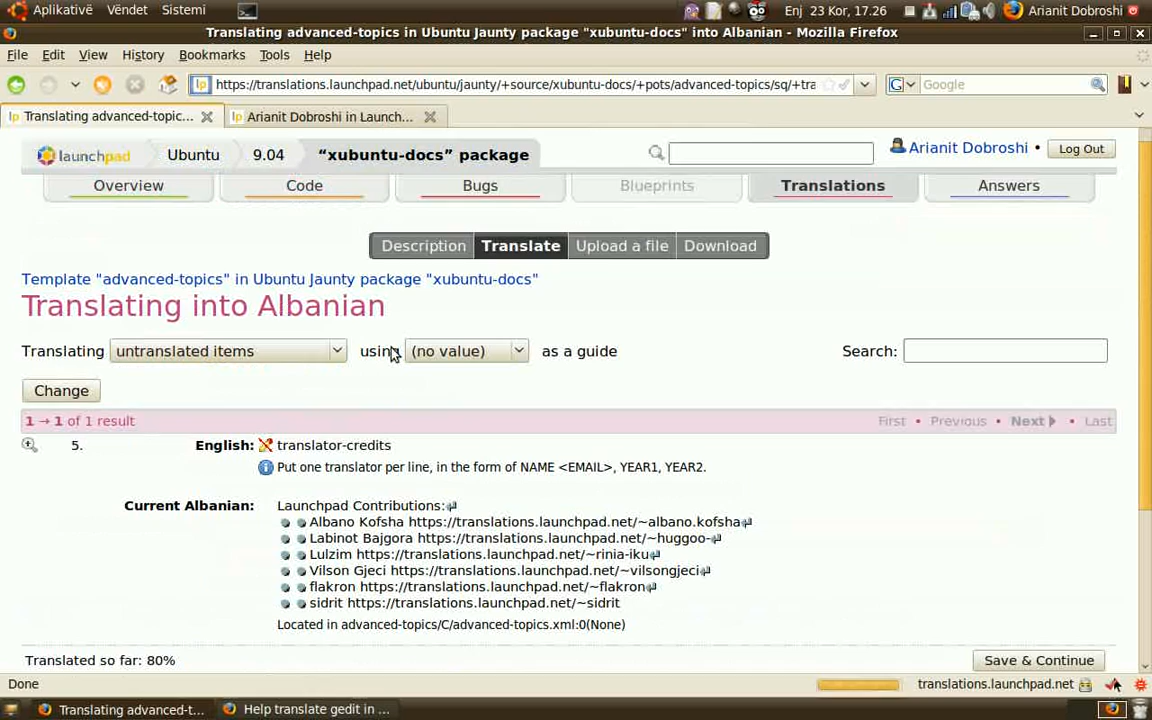 Aplikativë Vëndet Sistemi Enj 23 Kor, 17.26 Arianit Dobroshi
Translating advanced-topics in Ubuntu Jaunty package "xubuntu-docs" into Albanian - Mozilla Firefox
File Edit View History Bookmarks Tools Help
https://translations.launchpad.net/ubuntu/jaunty/+source/xubuntu-docs/+pots/advanced-topics/sq/+tra Google
Translating advanced-topic... Arianit Dobroshi in Launch...
launchpad Ubuntu 9.04 “xubuntu-docs” package Arianit Dobroshi • Log Out
Overview Code Bugs Blueprints Translations Answers
Description Translate Upload a file Download
Template "advanced-topics" in Ubuntu Jaunty package "xubuntu-docs"
Translating into Albanian
Translating untranslated items using (no value) as a guide Search:
Change
1 → 1 of 1 result First • Previous • Next • Last
5. English: translator-credits
Put one translator per line, in the form of NAME <EMAIL>, YEAR1, YEAR2.
Current Albanian: Launchpad Contributions:
Albano Kofsha https://translations.launchpad.net/~albano.kofsha
Labinot Bajgora https://translations.launchpad.net/~huggoo-
Lulzim https://translations.launchpad.net/~rinia-iku
Vilson Gjeci https://translations.launchpad.net/~vilsongjeci
flakron https://translations.launchpad.net/~flakron
sidrit https://translations.launchpad.net/~sidrit
Located in advanced-topics/C/advanced-topics.xml:0(None)
Translated so far: 80% Save & Continue
Done translations.launchpad.net
Translating advanced-t... Help translate gedit in ...